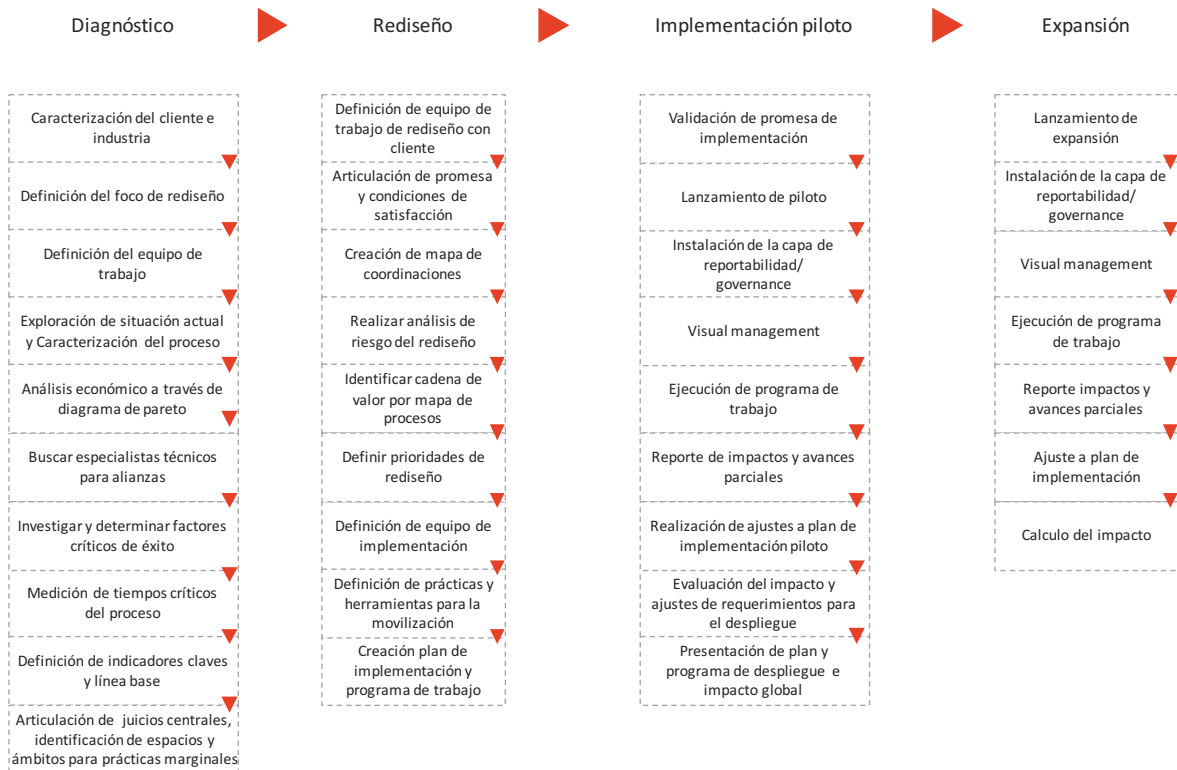 Diagnóstico
Rediseño
Implementación piloto
Expansión
Caracterización del cliente e
industria
Definición del foco de rediseño
Definición del equipo de
trabajo
Exploración de situación actual
y Caracterización del proceso
Análisis económico a través de
diagrama de pareto
Buscar especialistas técnicos
para alianzas
Investigar y determinar factores
críticos de éxito
Medición de tiempos críticos
del proceso
Definición de indicadores claves
y línea base
Articulación de juicios centrales,
identificación de espacios y
ámbitos para prácticas marginales
Definición de equipo de
trabajo de rediseño con
cliente
Articulación de promesa
y condiciones de
satisfacción
Creación de mapa de
coordinaciones
Realizar análisis de
riesgo del rediseño
Identificar cadena de
valor por mapa de
procesos
Definir prioridades de
rediseño
Definición de equipo de
implementación
Definición de prácticas y
herramientas para la
movilización
Creación plan de
implementación y
programa de trabajo
Validación de promesa de
implementación
Lanzamiento de piloto
Instalación de la capa de
reportabilidad/
governance
Visual management
Ejecución de programa de
trabajo
Reporte de impactos y avances
parciales
Realización de ajustes a plan de
implementación piloto
Evaluación del impacto y
ajustes de requerimientos para
el despliegue
Presentación de plan y
programa de despliegue e
impacto global
Lanzamiento de
expansión
Instalación de la capa de
reportabilidad/
governance
Visual management
Ejecución de programa
de trabajo
Reporte impactos y
avances parciales
Ajuste a plan de
implementación
Calculo del impacto